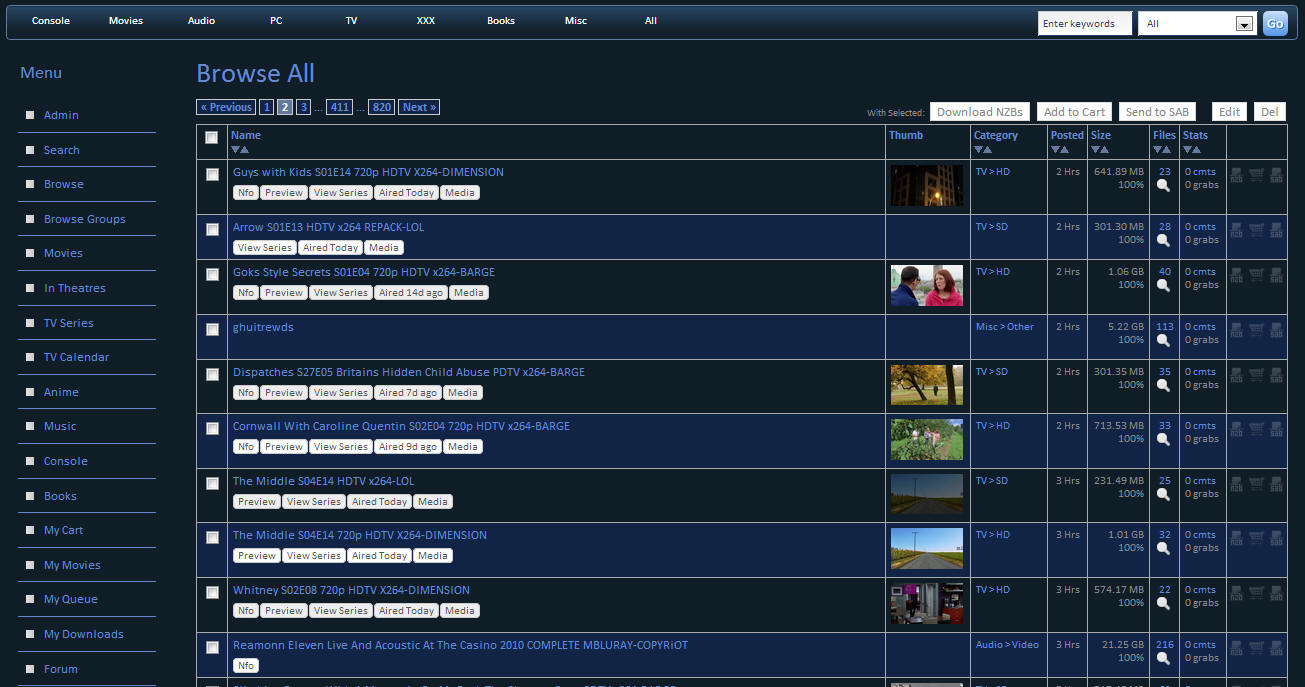 Console Movies Audio PC TV XXX Books Misc All Enter keywords All Go
Menu
Admin
Search
Browse
Browse Groups
Movies
In Theatres
TV Series
TV Calendar
Anime
Music
Console
Books
My Cart
My Movies
My Queue
My Downloads
Forum
Browse All
« Previous 1 2 3 ... 411 ... 820 Next »
With Selected: Download NZBs Add to Cart Send to SAB Edit Del
Name Thumb Category Posted Size Files Stats
Guys with Kids S01E14 720p HDTV X264-DIMENSION TV > HD 2 Hrs 641.89 MB 23 0 cmts
100% 0 grabs
Nfo Preview View Series Aired Today Media
Arrow S01E13 HDTV x264 REPACK-LOL TV > SD 2 Hrs 301.30 MB 28 0 cmts
100% 0 grabs
View Series Aired Today Media
Goks Style Secrets S01E04 720p HDTV x264-BARGE TV > HD 2 Hrs 1.06 GB 40 0 cmts
100% 0 grabs
Nfo Preview View Series Aired 14d ago Media
ghuitrewds Misc > Other 2 Hrs 5.22 GB 113 0 cmts
100% 0 grabs
Dispatches S27E05 Britains Hidden Child Abuse PDTV x264-BARGE TV > SD 2 Hrs 301.35 MB 35 0 cmts
100% 0 grabs
Nfo Preview View Series Aired 7d ago Media
Cornwall With Caroline Quentin S02E04 720p HDTV x264-BARGE TV > HD 2 Hrs 713.53 MB 33 0 cmts
100% 0 grabs
Nfo Preview View Series Aired 9d ago Media
The Middle S04E14 HDTV x264-LOL TV > SD 3 Hrs 231.49 MB 25 0 cmts
100% 0 grabs
Preview View Series Aired Today Media
The Middle S04E14 720p HDTV X264-DIMENSION TV > HD 3 Hrs 1.01 GB 32 0 cmts
100% 0 grabs
Preview View Series Aired Today Media
Whitney S02E08 720p HDTV X264-DIMENSION TV > HD 3 Hrs 574.17 MB 22 0 cmts
100% 0 grabs
Nfo Preview View Series Aired Today Media
Reamonn Eleven Live And Acoustic At The Casino 2010 COMPLETE MBLURAY-COPYRiOT Audio > Video 3 Hrs 21.25 GB 216 0 cmts
100% 0 grabs
Nfo